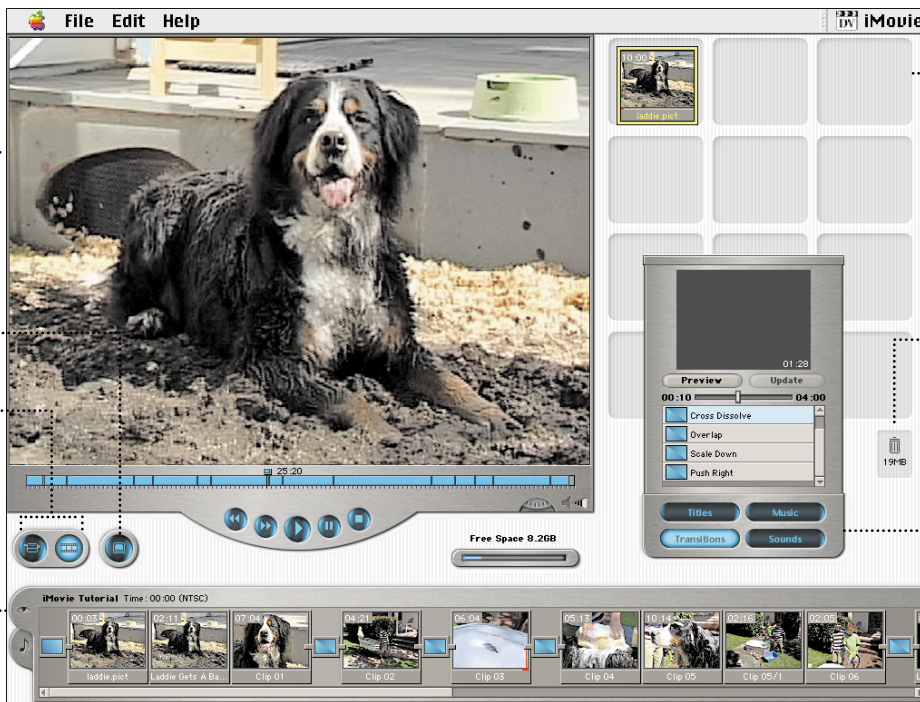 File Edit Help
DV iMovie
10:00
laddie.pict
01:28
Preview Update
00:10 04:00
Cross Dissolve
Overlap
Scale Down
Push Right
19MB
25:20
Titles Music
Transitions Sounds
Free Space 8.2GB
iMovie Tutorial Time: 00:00 (NTSC)
00:03 02:11 07:04 04:21 06:04 05:13 10:14 02:16 02:05
laddie.pict Laddie Gets A Ba... Clip 01 Clip 02 Clip 03 Clip 04 Clip 05 Clip 05/1 Clip 06